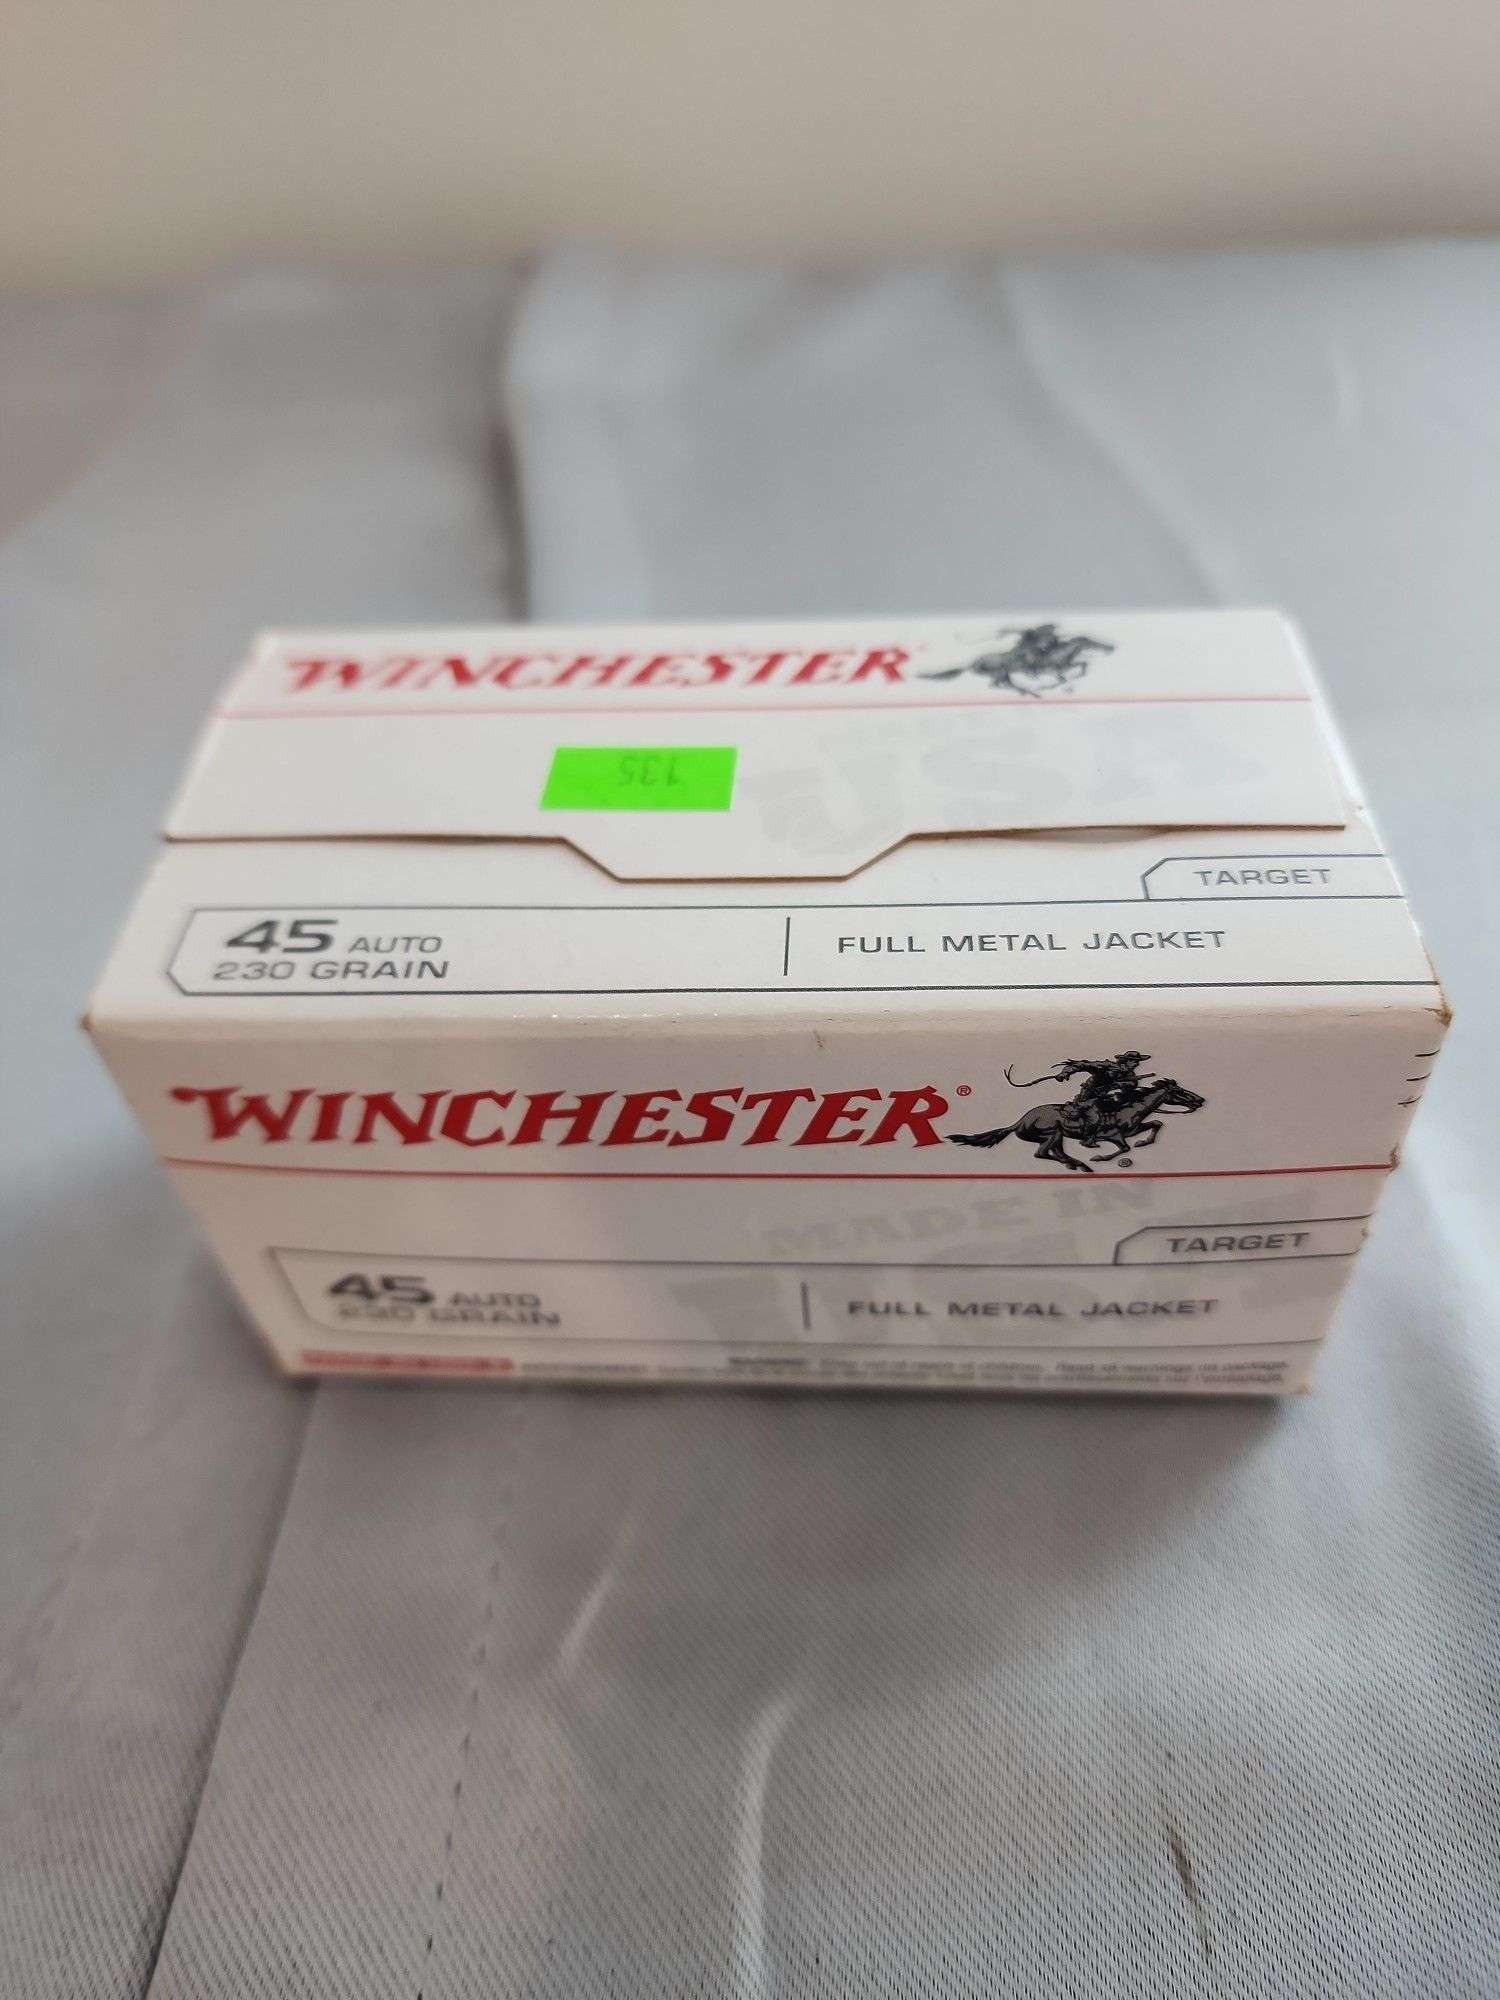 WINCHESTER
135
TARGET
45 AUTO
230 GRAIN
FULL METAL JACKET
WINCHESTER®
MADE IN
USA
TARGET
45 AUTO
230 GRAIN
FULL METAL JACKET